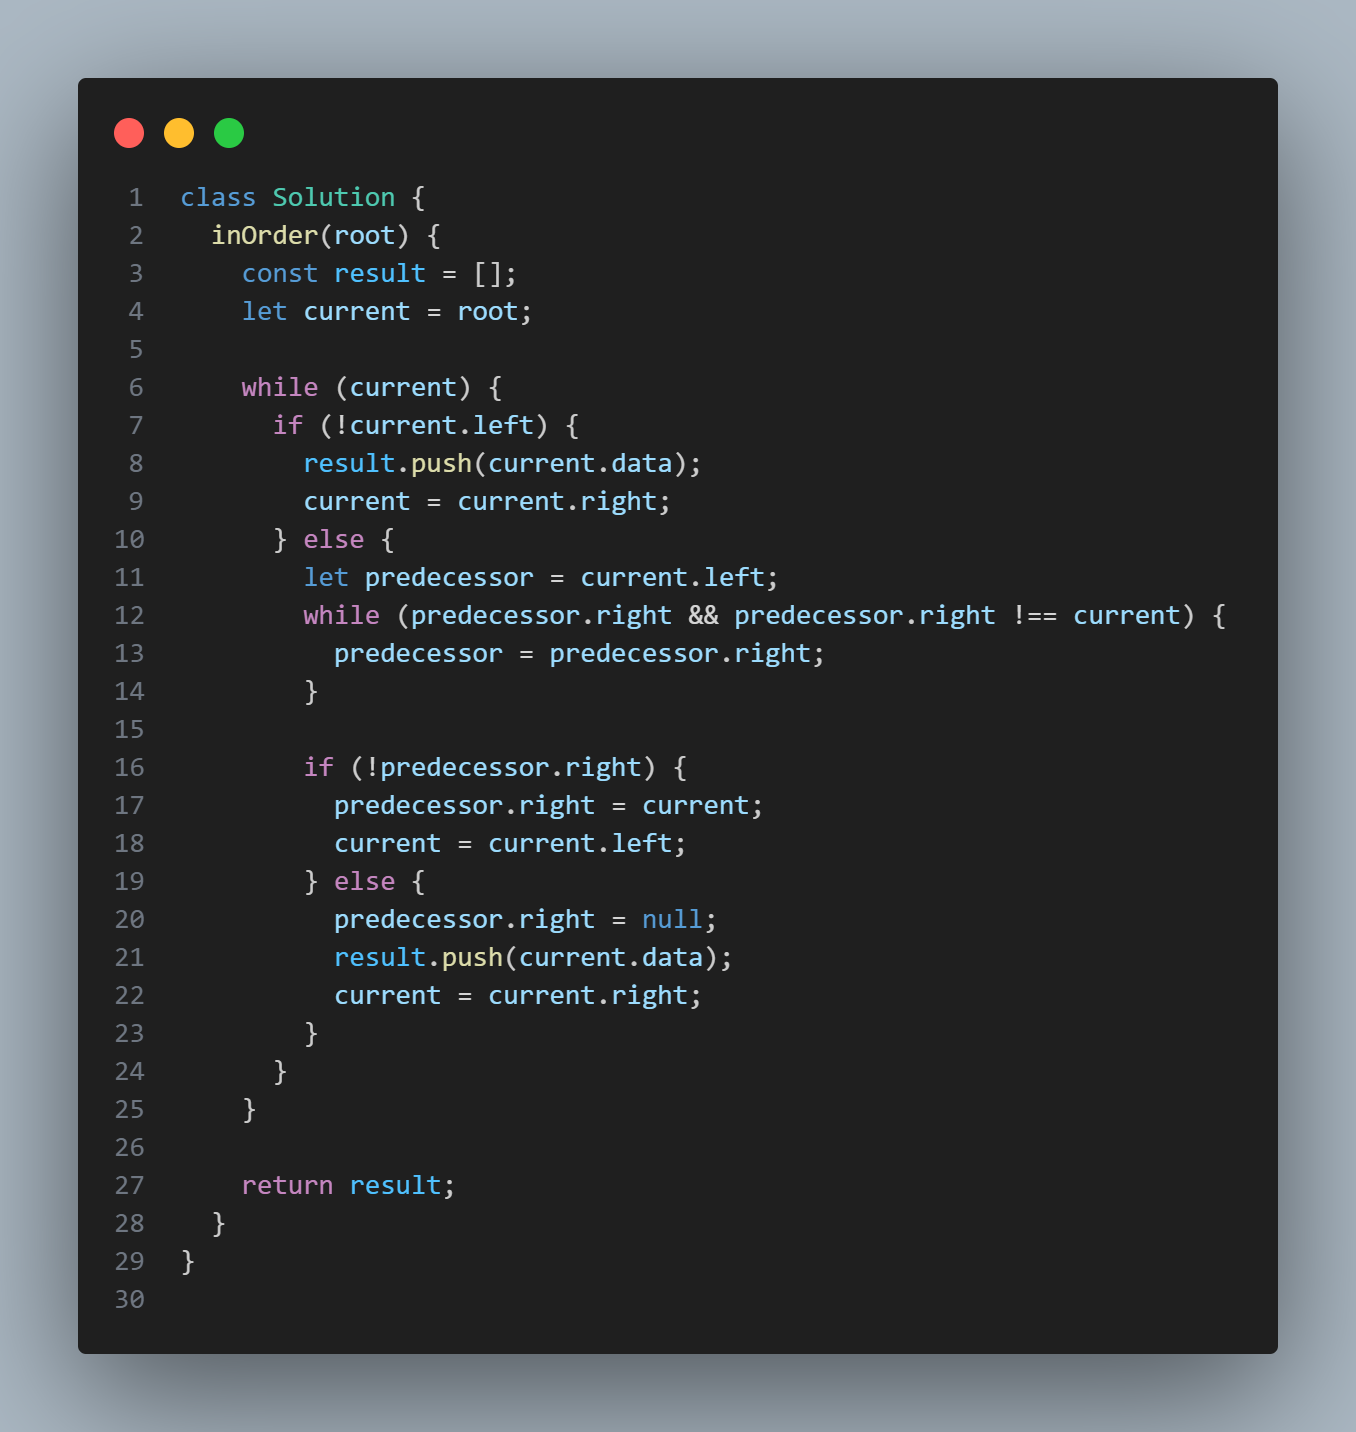 1 class Solution {
2   inOrder(root) {
3     const result = [];
4     let current = root;
5
6     while (current) {
7       if (!current.left) {
8         result.push(current.data);
9         current = current.right;
10       } else {
11         let predecessor = current.left;
12         while (predecessor.right && predecessor.right !== current) {
13           predecessor = predecessor.right;
14         }
15
16         if (!predecessor.right) {
17           predecessor.right = current;
18           current = current.left;
19         } else {
20           predecessor.right = null;
21           result.push(current.data);
22           current = current.right;
23         }
24       }
25     }
26
27     return result;
28   }
29 }
30